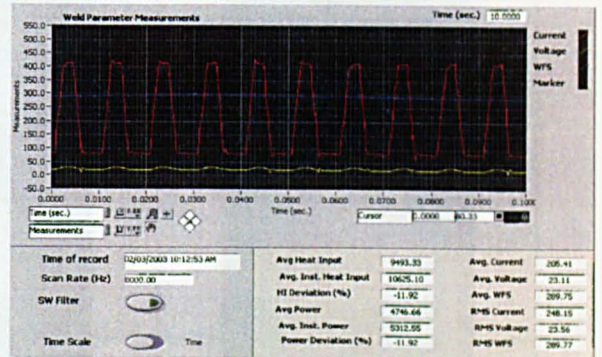 Weld Parameter Measurements
Time (sec.) 10.0000
550.0
500.0
450.0
400.0
350.0
300.0
250.0
200.0
150.0
100.0
50.0
0.0
-50.0
Measurements
0.0000 0.0100 0.0200 0.0300 0.0400 0.0500 0.0600 0.0700 0.0800 0.0900 0.1000
Time (sec.)
Current
Voltage
WFS
Marker
Time (sec.)
Measurements
Cursor 0.0000 60.33
Time of record 02/03/2003 10:12:53 AM
Scan Rate (Hz) 8000.00
SW Filter
Time Scale Time
Avg Heat Input 9493.33
Avg. Inst. Heat Input 10625.10
HI Deviation (%) -11.92
Avg Power 4746.66
Avg. Inst. Power 5312.55
Power Deviation (%) -11.92
Avg. Current 205.41
Avg. Voltage 23.11
Avg. WFS 289.75
RMS Current 248.15
RMS Voltage 23.56
RMS WFS 289.77